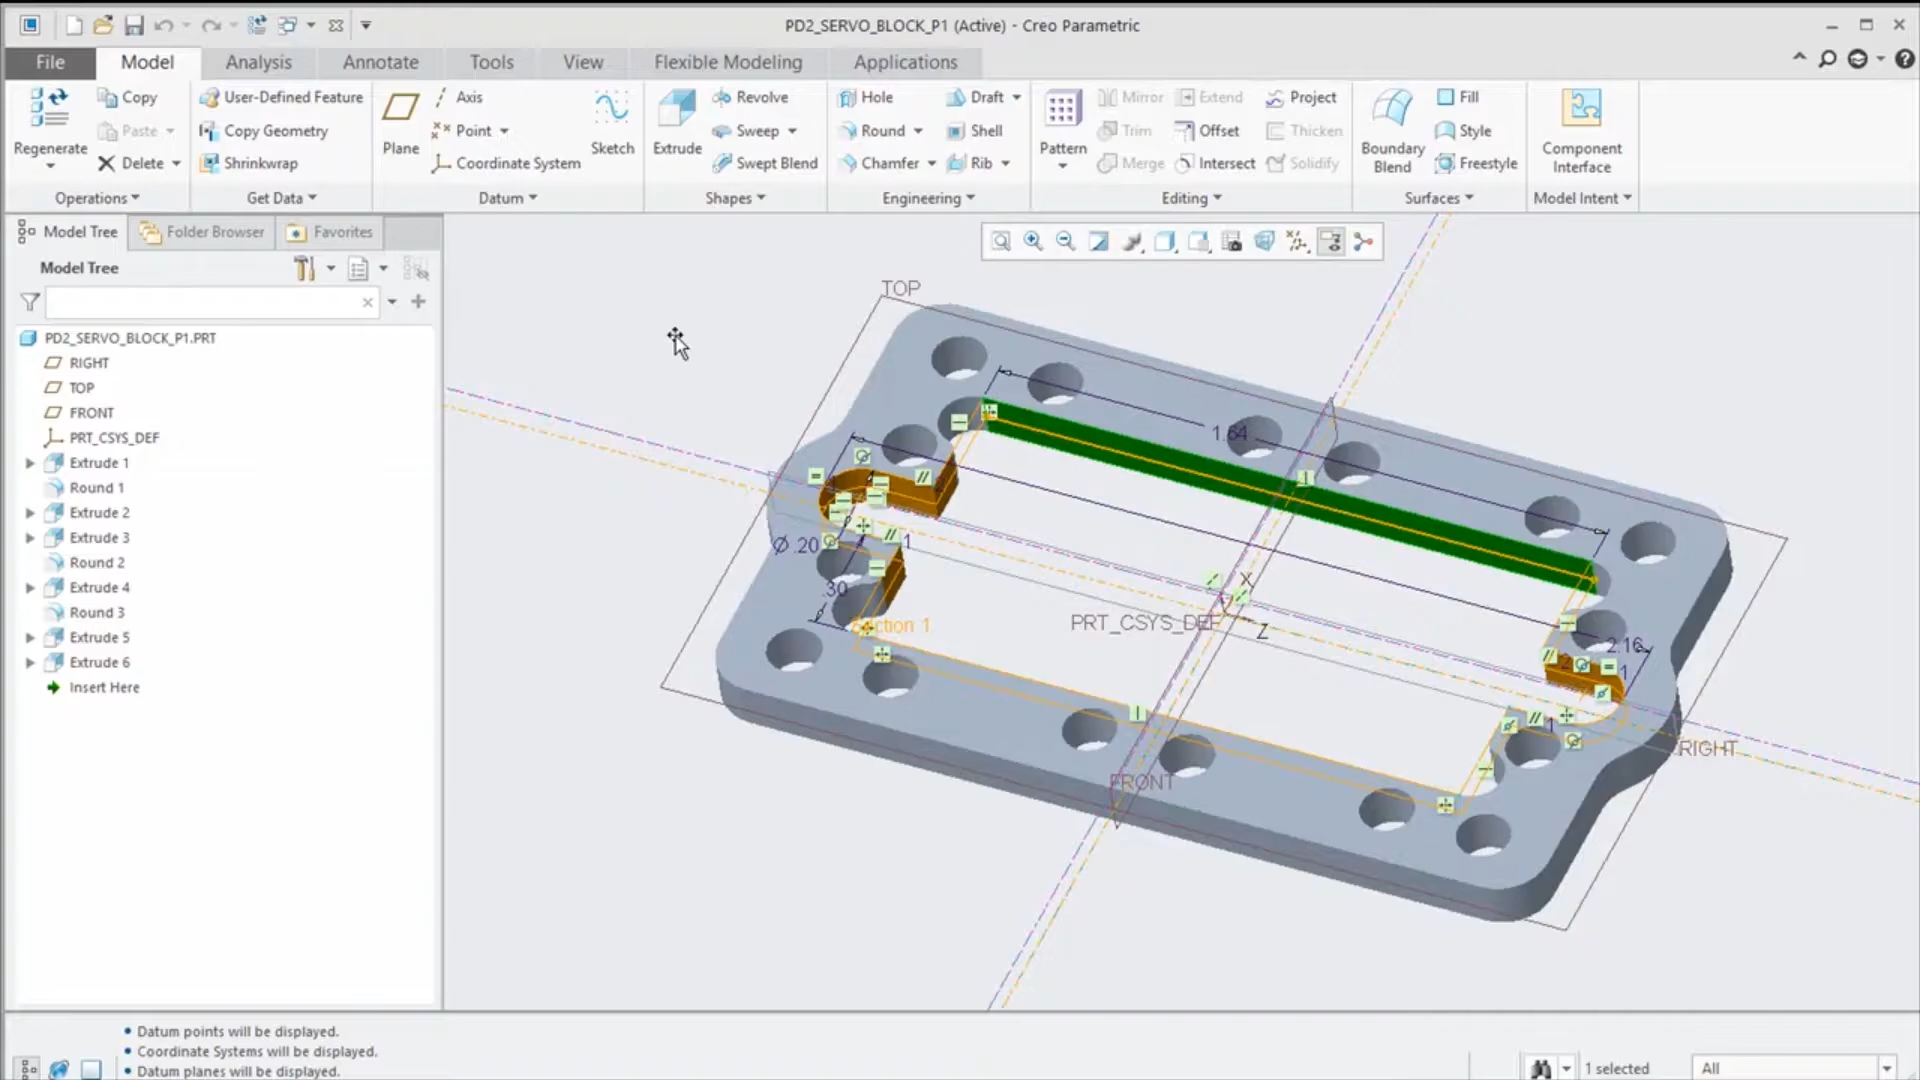 PD2_SERVO_BLOCK_P1 (Active) - Creo Parametric
File Model Analysis Annotate Tools View Flexible Modeling Applications
Regenerate Copy Paste Delete
Operations
User-Defined Feature
Copy Geometry
Shrinkwrap
Get Data
Plane Axis Point Coordinate System Sketch
Datum
Extrude Revolve Sweep Swept Blend
Shapes
Hole Draft
Round Shell
Chamfer Rib
Engineering
Pattern Mirror Extend Project
Trim Offset Thicken
Merge Intersect Solidify
Editing
Boundary Blend Fill Style Freestyle
Surfaces
Component Interface
Model Intent
Model Tree Folder Browser Favorites
Model Tree
PD2_SERVO_BLOCK_P1.PRT
RIGHT
TOP
FRONT
PRT_CSYS_DEF
Extrude 1
Round 1
Extrude 2
Extrude 3
Round 2
Extrude 4
Round 3
Extrude 5
Extrude 6
Insert Here
TOP
1.64
Ø.20
1
.30
Section 1
X
PRT_CSYS_DEF
Z
2.16
2
1
1
RIGHT
FRONT
Datum points will be displayed.
Coordinate Systems will be displayed.
Datum planes will be displayed.
1 selected
All